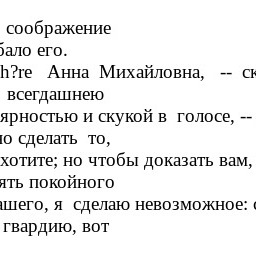 соображение
бало его.
h?re Анна Михайловна, -- ск
всегдашнею
ярностью и скукой в голосе, --
о сделать то,
хотите; но чтобы доказать вам,
ять покойного
ашего, я сделаю невозможное: с
гвардию, вот